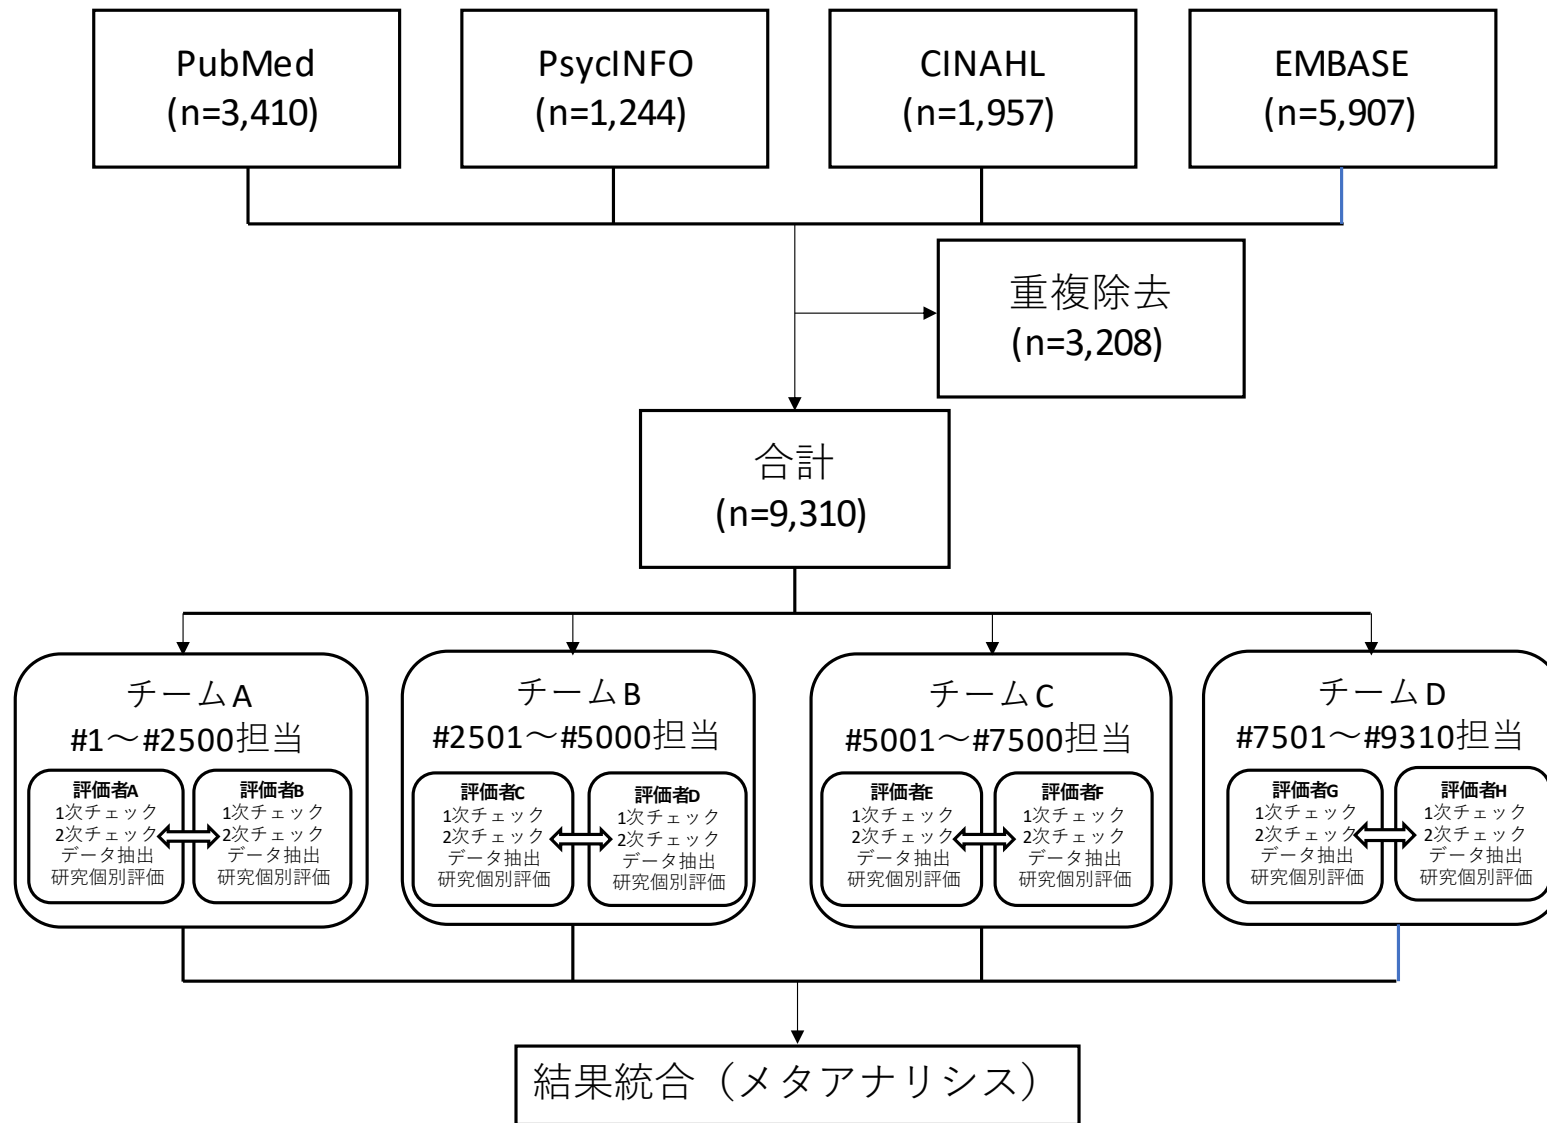 PubMed
(n=3,410)
PsycINFO
(n=1,244)
CINAHL
(n=1,957)
EMBASE
(n=5,907)
重複除去
(n=3,208)
合計
(n=9,310)
チームA
#1～#2500担当
評価者A
1次チェック
2次チェック
データ抽出
研究個別評価
評価者B
1次チェック
2次チェック
データ抽出
研究個別評価
チームB
#2501～#5000担当
評価者C
1次チェック
2次チェック
データ抽出
研究個別評価
評価者D
1次チェック
2次チェック
データ抽出
研究個別評価
チームC
#5001～#7500担当
評価者E
1次チェック
2次チェック
データ抽出
研究個別評価
評価者F
1次チェック
2次チェック
データ抽出
研究個別評価
チームD
#7501～#9310担当
評価者G
1次チェック
2次チェック
データ抽出
研究個別評価
評価者H
1次チェック
2次チェック
データ抽出
研究個別評価
結果統合（メタアナリシス）